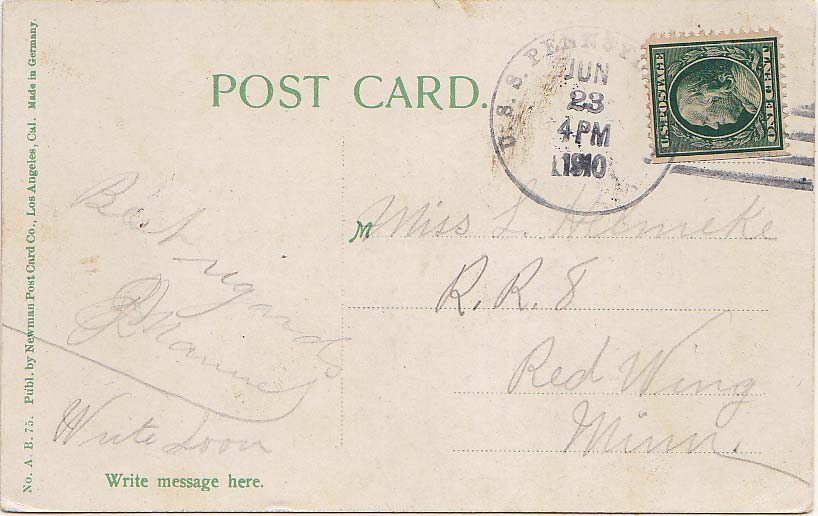 POST CARD.
U. S. S. PENNSY
JUN
23
4 PM
1910
U.S. POSTAGE
ONE CENT
Best
regards
Write soon
Write message here.
Miss L.
R. R. 8
Red Wing
Minn.
No. A. B. 75. Publ. by Newman Post Card Co., Los Angeles, Cal. Made in Germany.